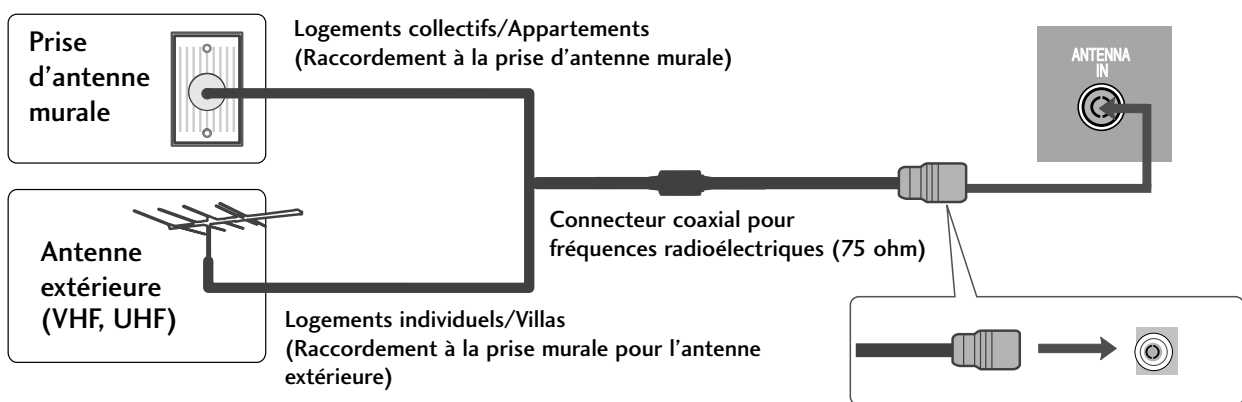 Prise
d'antenne
murale
Logements collectifs/Appartements
(Raccordement à la prise d'antenne murale)
ANTENNA
IN
Antenne
extérieure
(VHF, UHF)
Connecteur coaxial pour
fréquences radioélectriques (75 ohm)
Logements individuels/Villas
(Raccordement à la prise murale pour l'antenne
extérieure)